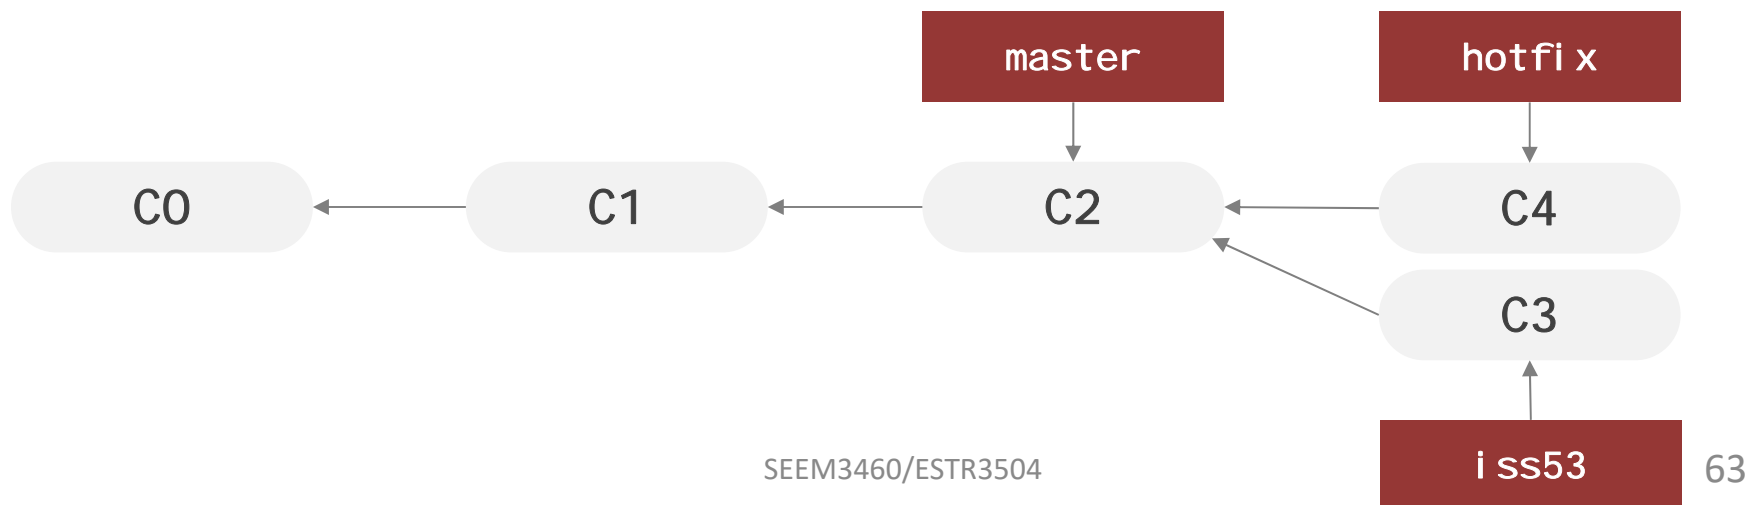 master
hotfix
C0
C1
C2
C4
C3
iss53
SEEM3460/ESTR3504
63